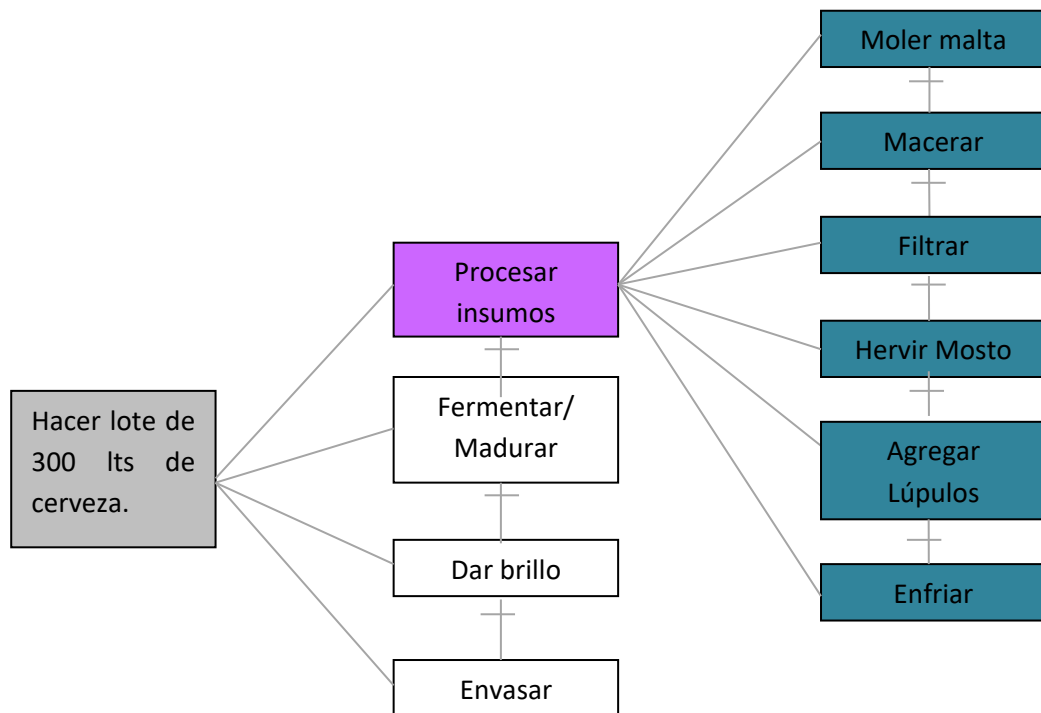 Hacer lote de
300 lts de
cerveza.
Procesar
insumos
Fermentar/
Madurar
Dar brillo
Envasar
Moler malta
Macerar
Filtrar
Hervir Mosto
Agregar
Lúpulos
Enfriar